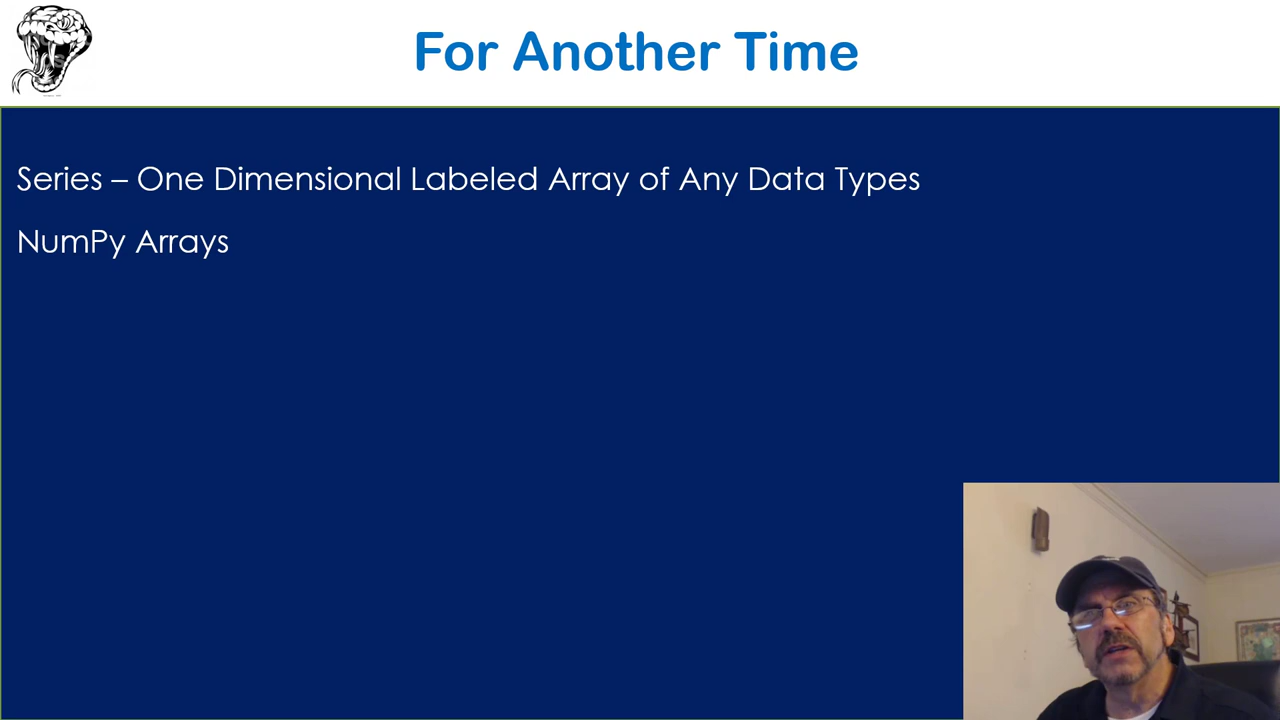 For Another Time
Series – One Dimensional Labeled Array of Any Data Types
NumPy Arrays